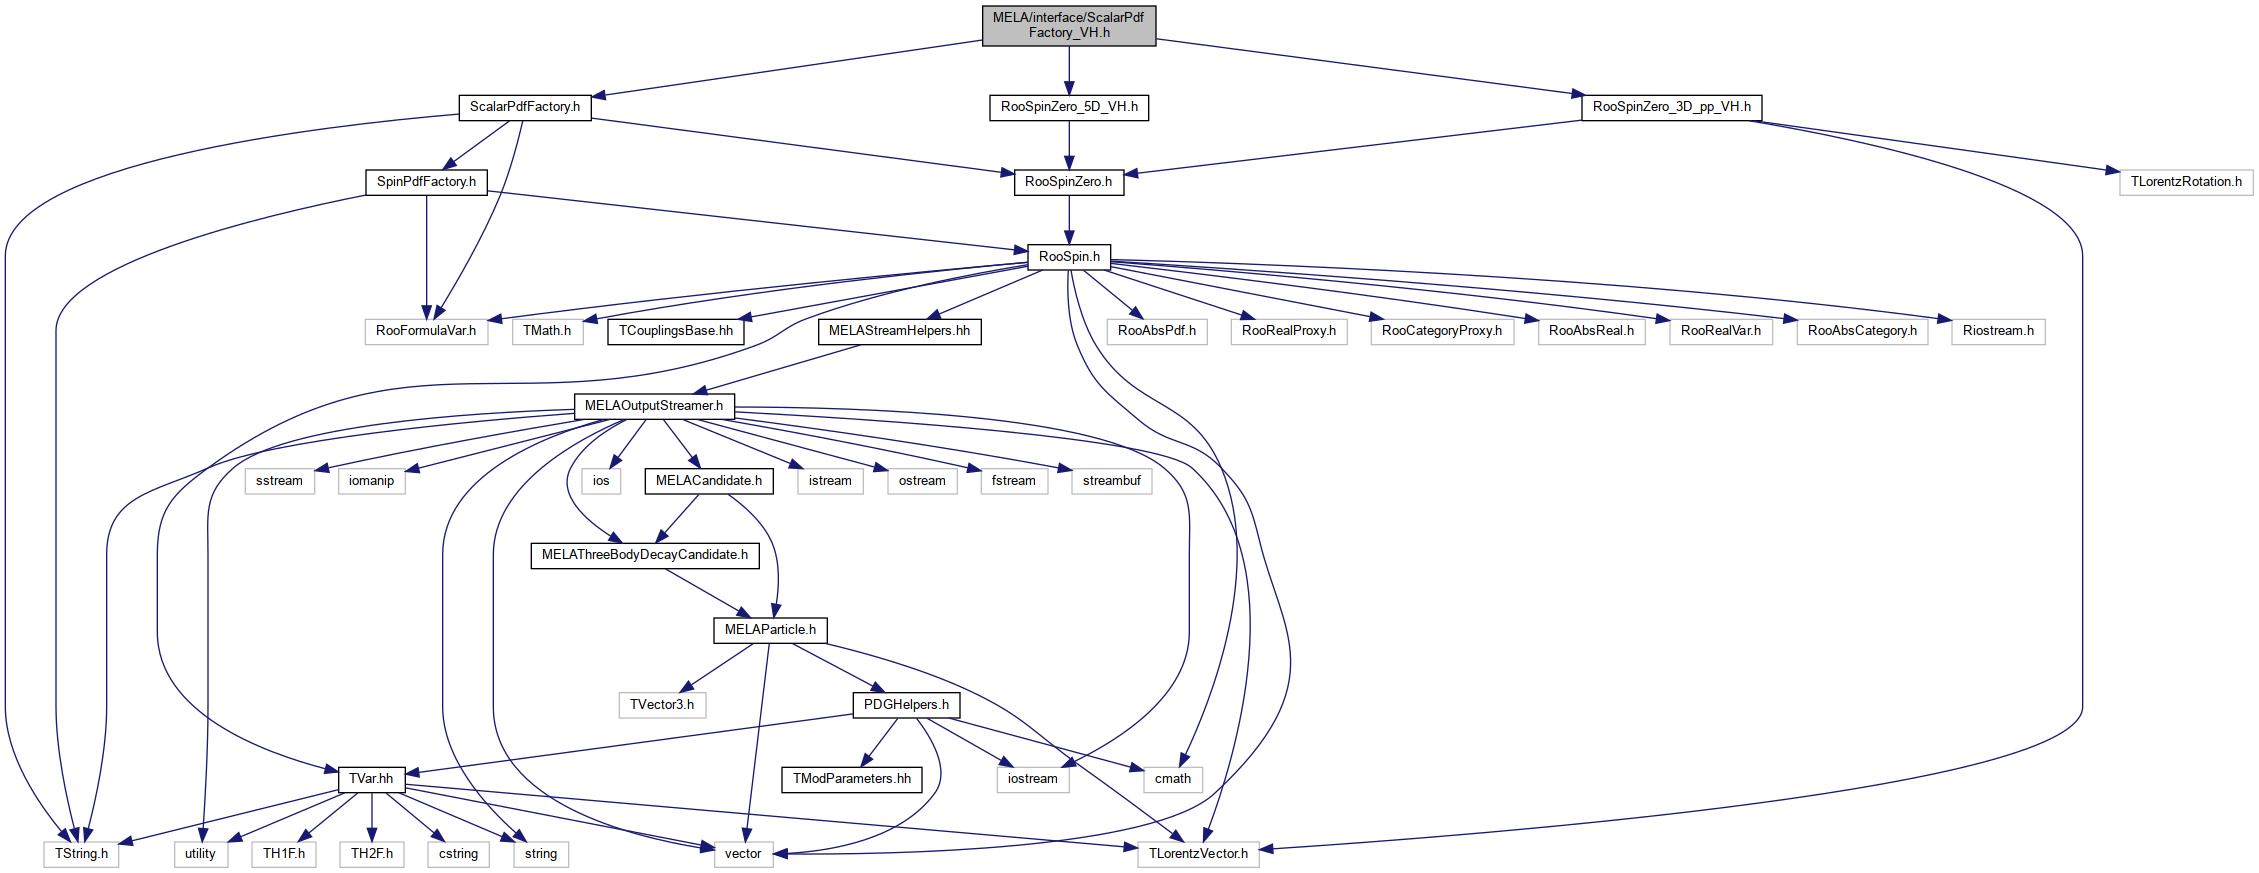 MELA/interface/ScalarPdf
Factory_VH.h
ScalarPdfFactory.h
RooSpinZero_5D_VH.h
RooSpinZero_3D_pp_VH.h
SpinPdfFactory.h
RooSpinZero.h
TLorentzRotation.h
RooSpin.h
RooFormulaVar.h
TMath.h
TCouplingsBase.hh
MELAStreamHelpers.hh
RooAbsPdf.h
RooRealProxy.h
RooCategoryProxy.h
RooAbsReal.h
RooRealVar.h
RooAbsCategory.h
Riostream.h
MELAOutputStreamer.h
sstream
iomanip
ios
MELACandidate.h
istream
ostream
fstream
streambuf
MELAThreeBodyDecayCandidate.h
MELAParticle.h
TVector3.h
PDGHelpers.h
TVar.hh
TModParameters.hh
iostream
cmath
TString.h
utility
TH1F.h
TH2F.h
cstring
string
vector
TLorentzVector.h